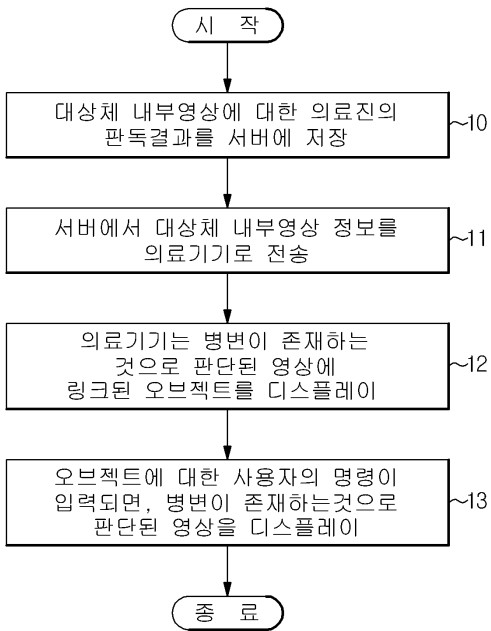 시 작
대상체 내부영상에 대한 의료진의
판독결과를 서버에 저장
10
서버에서 대상체 내부영상 정보를
의료기기로 전송
11
의료기기는 병변이 존재하는
것으로 판단된 영상에
링크된 오브젝트를 디스플레이
12
오브젝트에 대한 사용자의 명령이
입력되면, 병변이 존재하는것으로
판단된 영상을 디스플레이
13
종 료